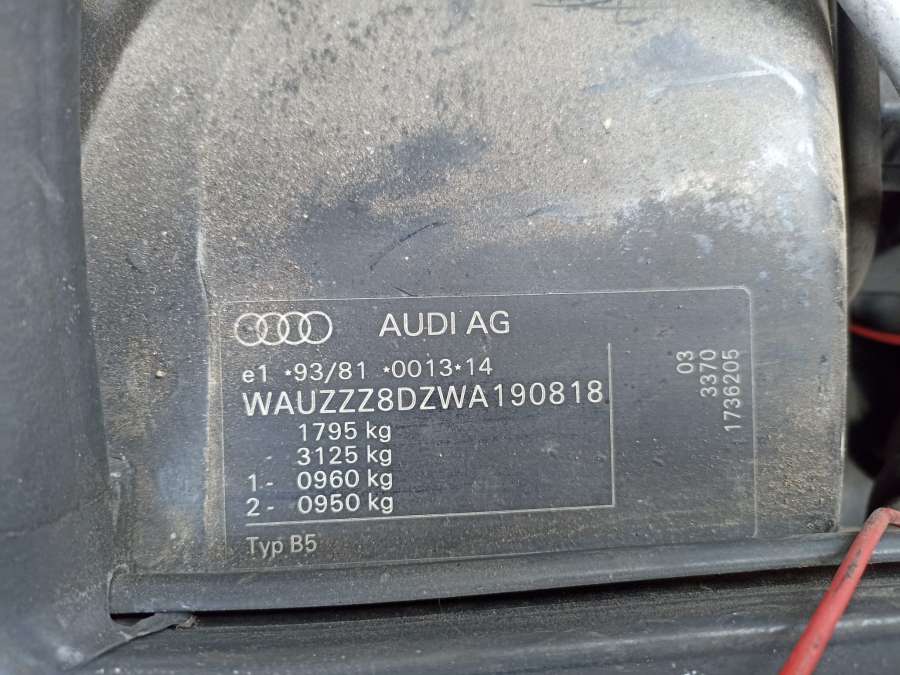 AUDI AG
e1 *93/81 *0013*14
WAUZZZ8DZWA190818
1795 kg
- 3125 kg
1 - 0960 kg
2 - 0950 kg
Typ B5
03
3370
1736205